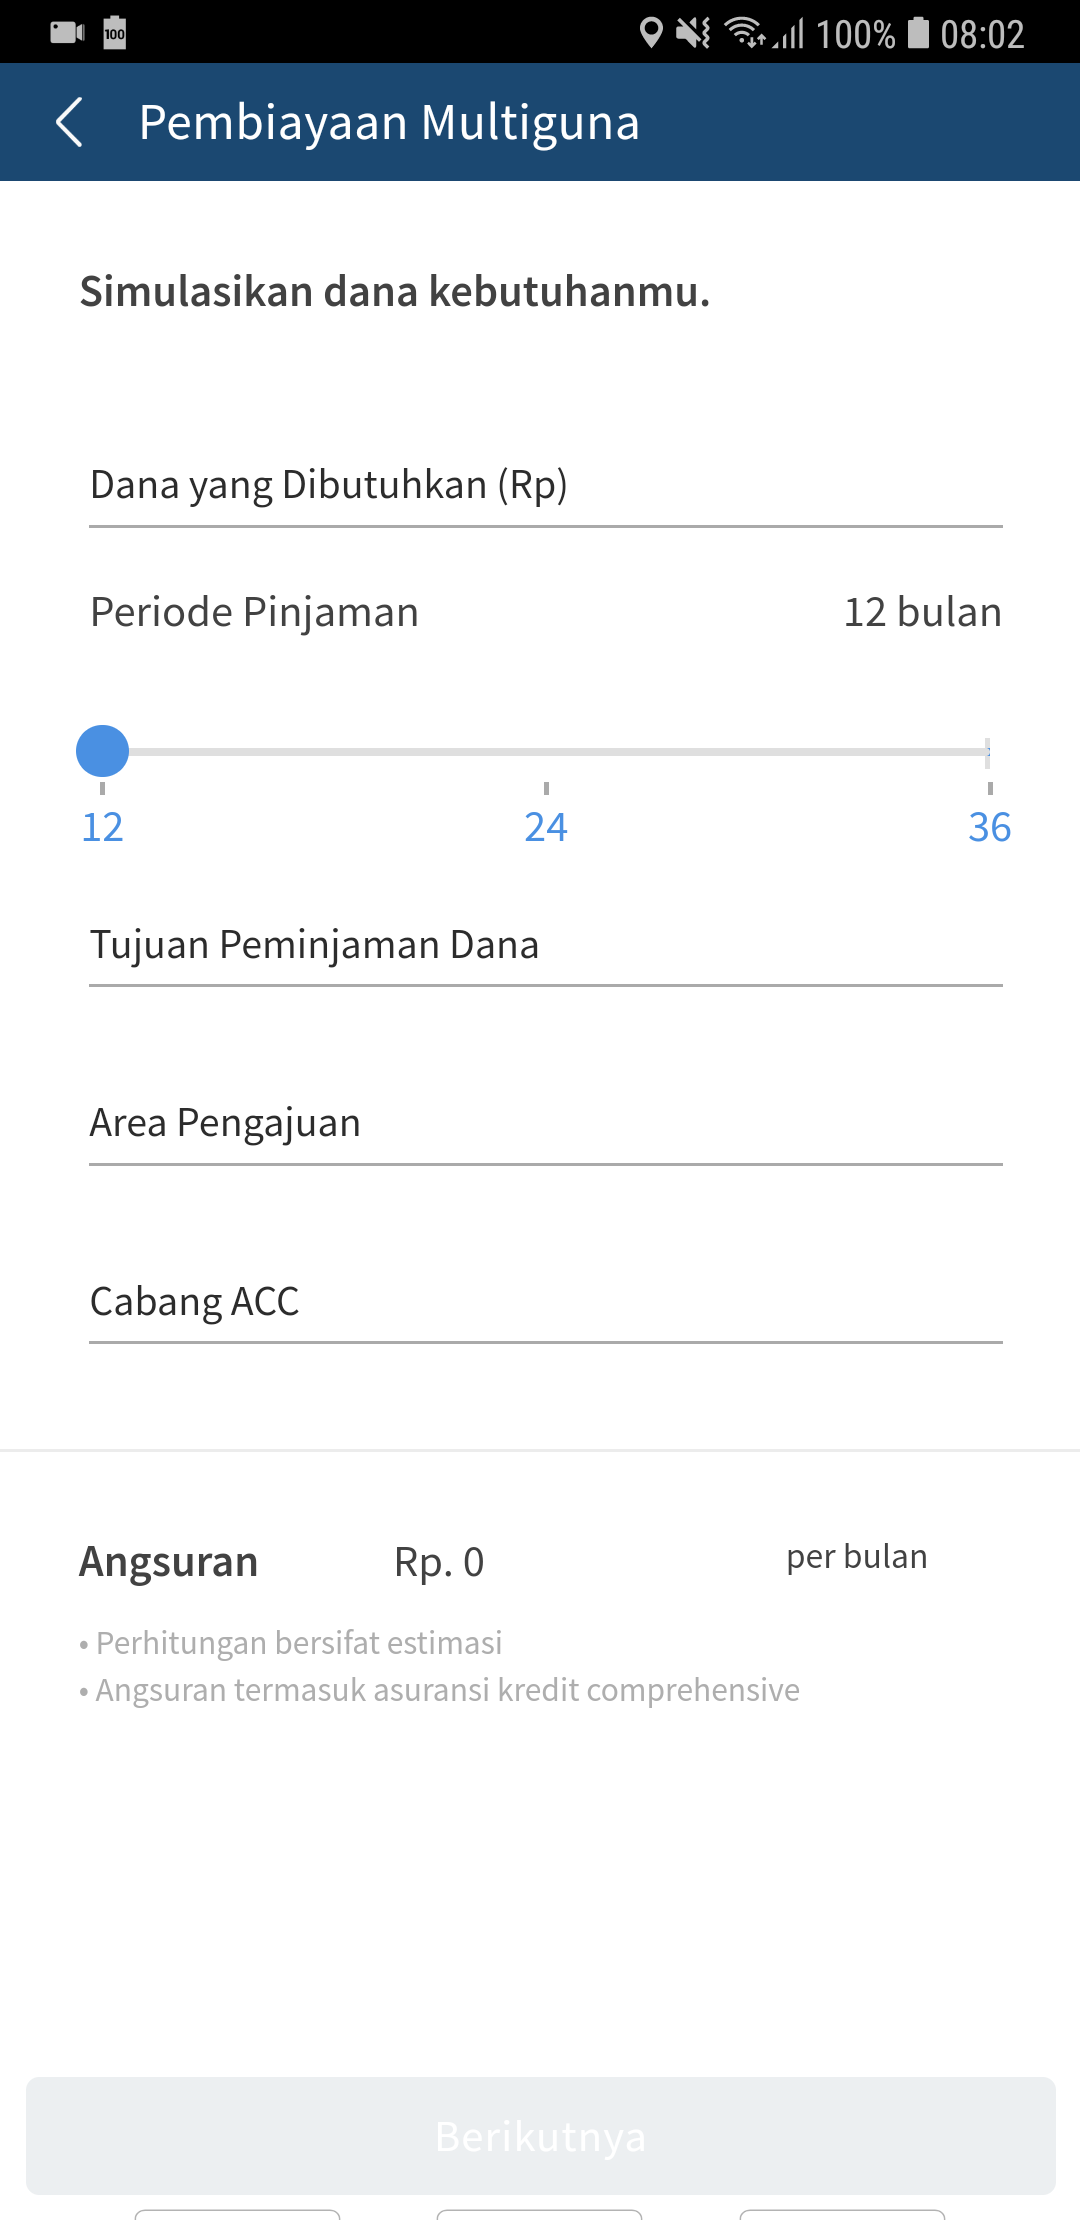 100 100% 08:02
Pembiayaan Multiguna
Simulasikan dana kebutuhanmu.
Dana yang Dibutuhkan (Rp)
Periode Pinjaman 12 bulan
12 24 36
Tujuan Peminjaman Dana
Area Pengajuan
Cabang ACC
Angsuran Rp. 0 per bulan
• Perhitungan bersifat estimasi
• Angsuran termasuk asuransi kredit comprehensive
Berikutnya